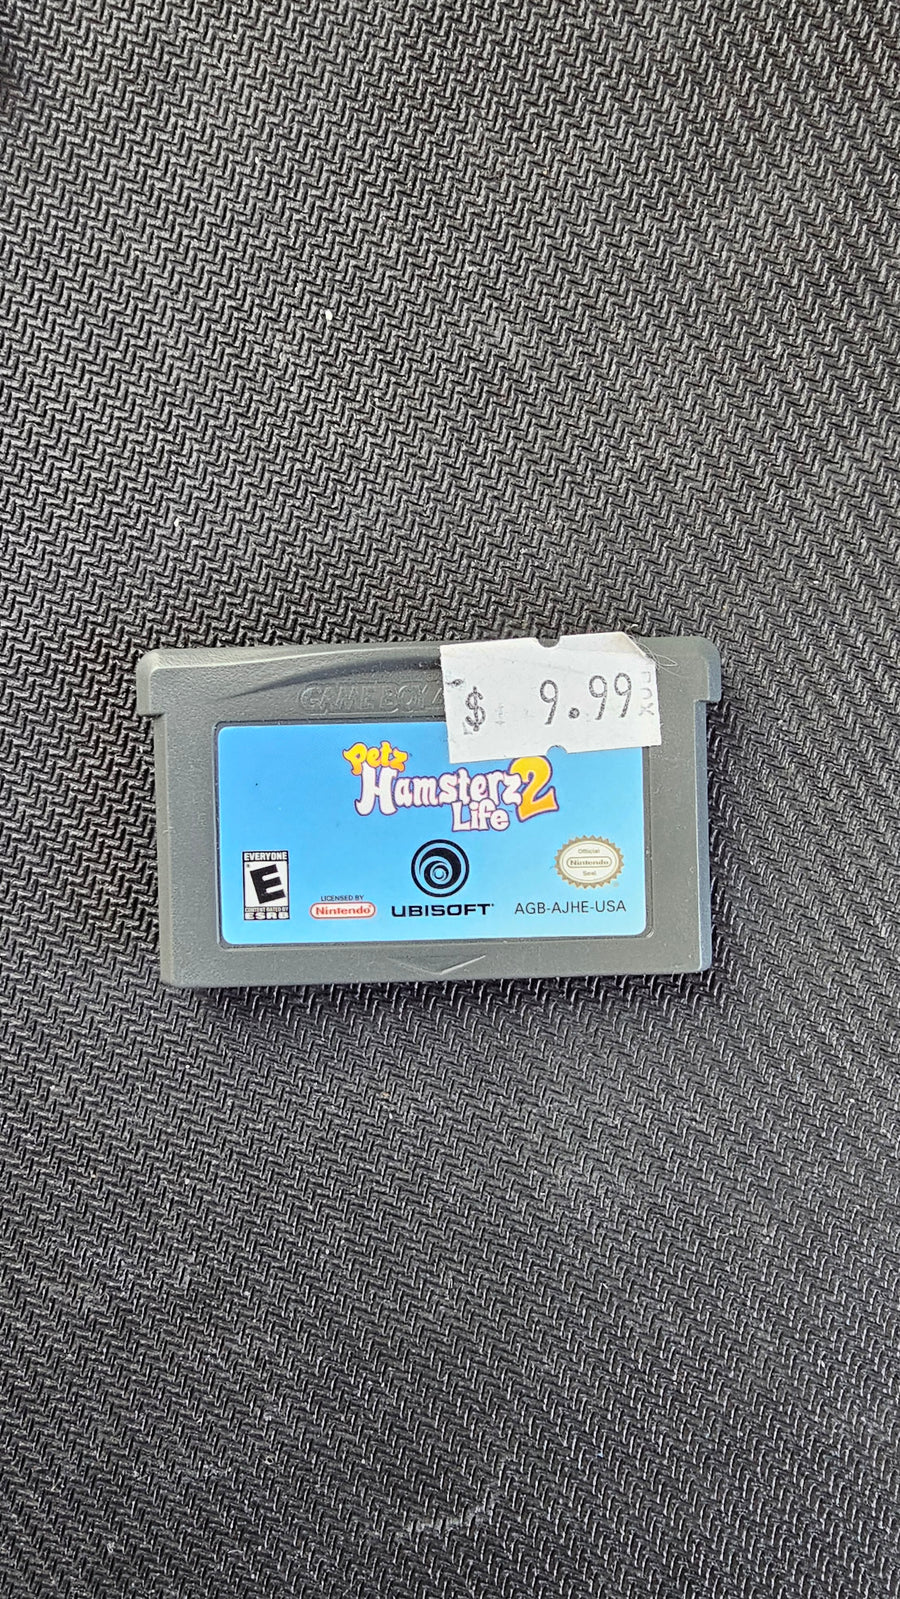 GAME BOY A
$ 9.99
Petz
Hamsterz 2
Life
EVERYONE
E
CONTENT RATED BY
ESRB
LICENSED BY
Nintendo
UBISOFT
Official
Nintendo
Seal
AGB-AJHE-USA